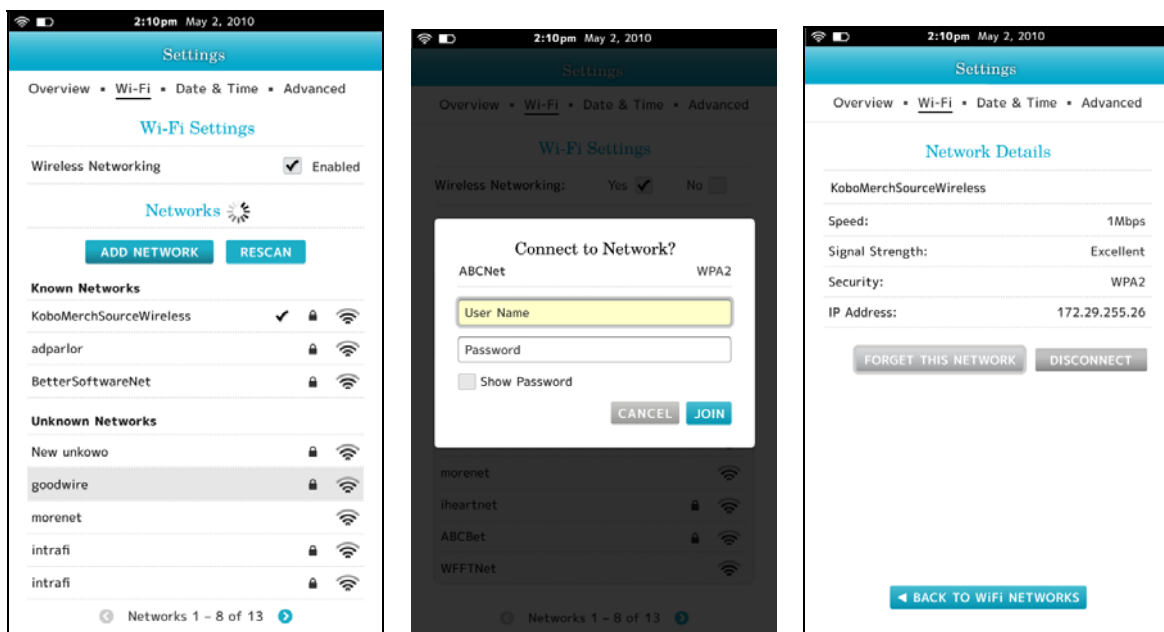 2:10pm May 2, 2010
Settings
Overview ▪ Wi-Fi ▪ Date & Time ▪ Advanced
Wi-Fi Settings
Wireless Networking Enabled
Networks
ADD NETWORK RESCAN
Known Networks
KoboMerchSourceWireless
adparlor
BetterSoftwareNet
Unknown Networks
New unkowo
goodwire
morenet
intrafi
intrafi
Networks 1 – 8 of 13
2:10pm May 2, 2010
Settings
Overview ▪ Wi-Fi ▪ Date & Time ▪ Advanced
Wi-Fi Settings
Wireless Networking: Yes No
Connect to Network?
ABCNet WPA2
User Name
Password
Show Password
CANCEL JOIN
morenet
iheartnet
ABCBet
WFFTNet
Networks 1 – 8 of 13
2:10pm May 2, 2010
Settings
Overview ▪ Wi-Fi ▪ Date & Time ▪ Advanced
Network Details
KoboMerchSourceWireless
Speed: 1Mbps
Signal Strength: Excellent
Security: WPA2
IP Address: 172.29.255.26
FORGET THIS NETWORK DISCONNECT
◄ BACK TO WiFi NETWORKS